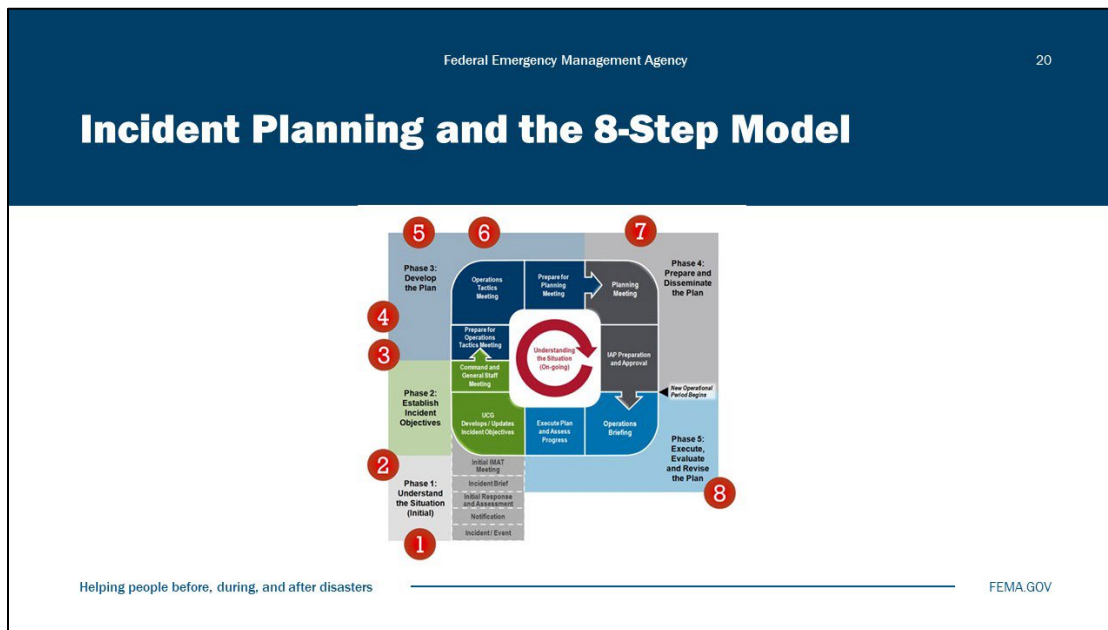 Federal Emergency Management Agency
20
Incident Planning and the 8-Step Model
5
6
7
Phase 3:
Develop
the Plan
Operations
Tactics
Meeting
Prepare for
Planning
Meeting
Planning
Meeting
Phase 4:
Prepare and
Disseminate
the Plan
4
3
Prepare for
Operations
Tactics Meeting
Command and
General Staff
Meeting
Understanding
the Situation
(On-going)
IAP Preparation
and Approval
New Operational
Period Begins
Phase 2:
Establish
Incident
Objectives
UCG
Develops / Updates
Incident Objectives
Execute Plan
and Assess
Progress
Operations
Briefing
Phase 5:
Execute,
Evaluate
and Revise
the Plan
2
8
Phase 1:
Understand
the Situation
(Initial)
Initial IMAT
Meeting
Incident Brief
Initial Response
and Assessment
Notification
Incident / Event
1
Helping people before, during, and after disasters
FEMA.GOV